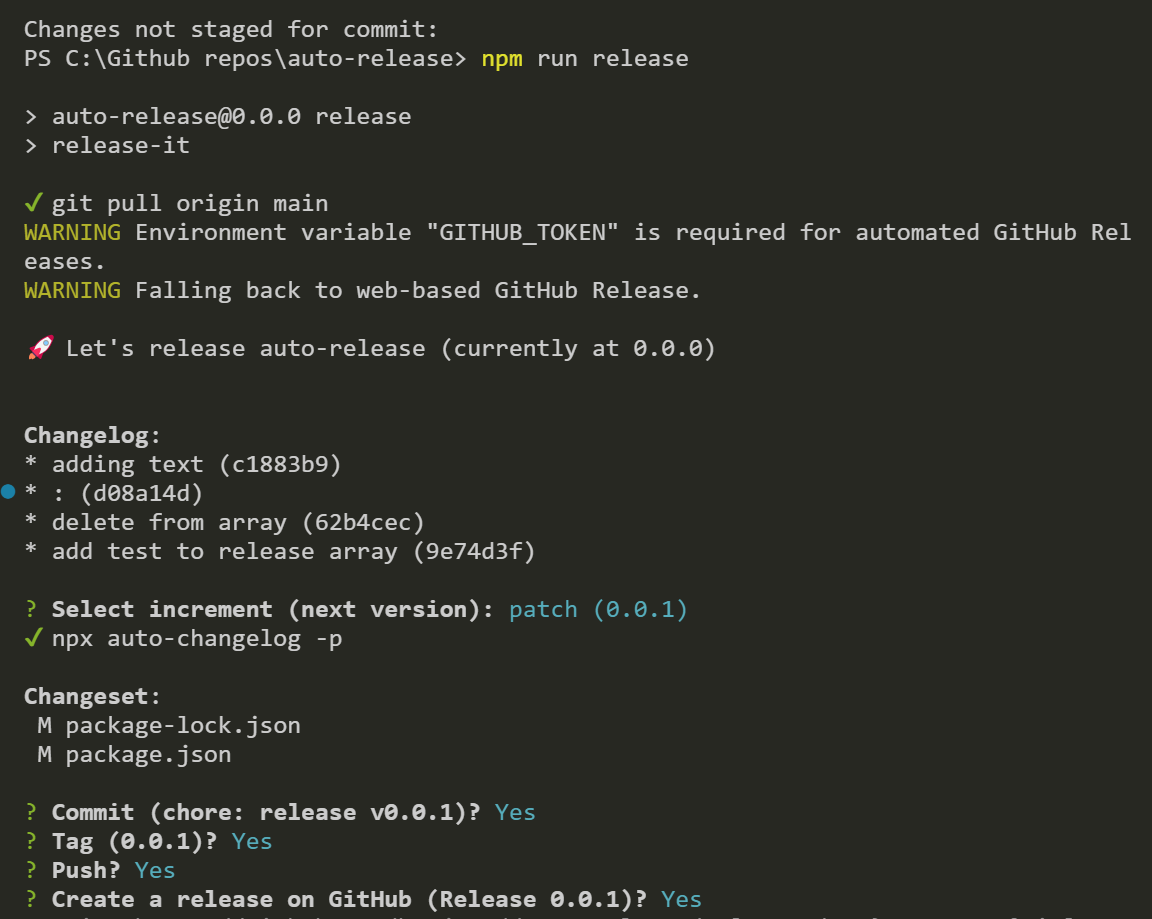 Changes not staged for commit:
PS C:\Github repos\auto-release> npm run release
> auto-release@0.0.0 release
> release-it
✓ git pull origin main
WARNING Environment variable "GITHUB_TOKEN" is required for automated GitHub Rel
eases.
WARNING Falling back to web-based GitHub Release.
🚀 Let's release auto-release (currently at 0.0.0)
Changelog:
* adding text (c1883b9)
* : (d08a14d)
* delete from array (62b4cec)
* add test to release array (9e74d3f)
? Select increment (next version): patch (0.0.1)
✓ npx auto-changelog -p
Changeset:
 M package-lock.json
 M package.json
? Commit (chore: release v0.0.1)? Yes
? Tag (0.0.1)? Yes
? Push? Yes
? Create a release on GitHub (Release 0.0.1)? Yes